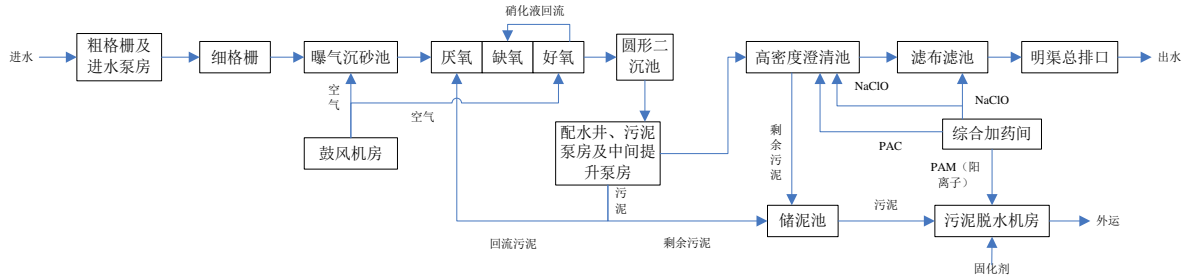 硝化液回流
进水
粗格栅及
进水泵房
细格栅
曝气沉砂池
厌氧
缺氧
好氧
圆形二
沉池
高密度澄清池
滤布滤池
明渠总排口
出水
空气
空气
鼓风机房
配水井、污泥
泵房及中间提
升泵房
剩余污泥
NaClO
NaClO
PAC
综合加药间
PAM（阳
离子）
污泥
回流污泥
剩余污泥
储泥池
污泥
污泥脱水机房
外运
固化剂